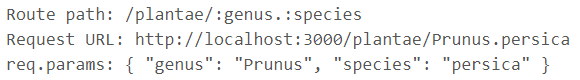 Route path: /plantae/:genus.:species
Request URL: http://localhost:3000/plantae/Prunus.persica
req.params: { "genus": "Prunus", "species": "persica" }